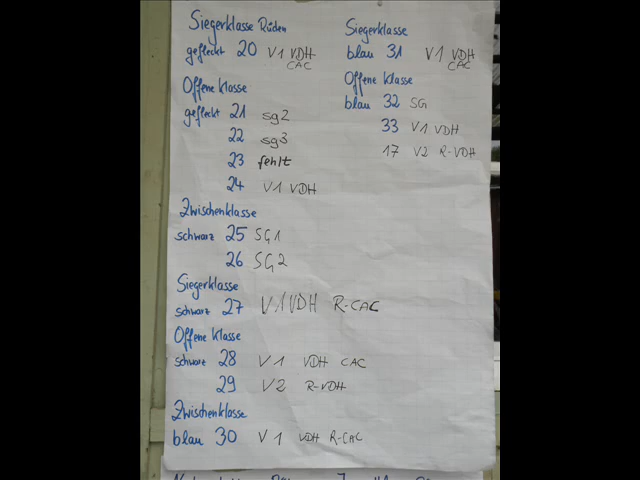 Siegerklasse Rüden
gefleckt 20 V1 VDH
CAC
Offene Klasse
gefleckt 21 sg2
22 sg3
23 fehlt
24 V1 VDH
Zwischenklasse
schwarz 25 SG1
26 SG2
Siegerklasse
schwarz 27 V1 VDH R-CAC
Offene Klasse
schwarz 28 V1 VDH CAC
29 V2 R-VDH
Zwischenklasse
blau 30 V1 VDH R-CAC
Siegerklasse
blau 31 V1 VDH
CAC
Offene Klasse
blau 32 SG
33 V1 VDH
17 V2 R-VDH